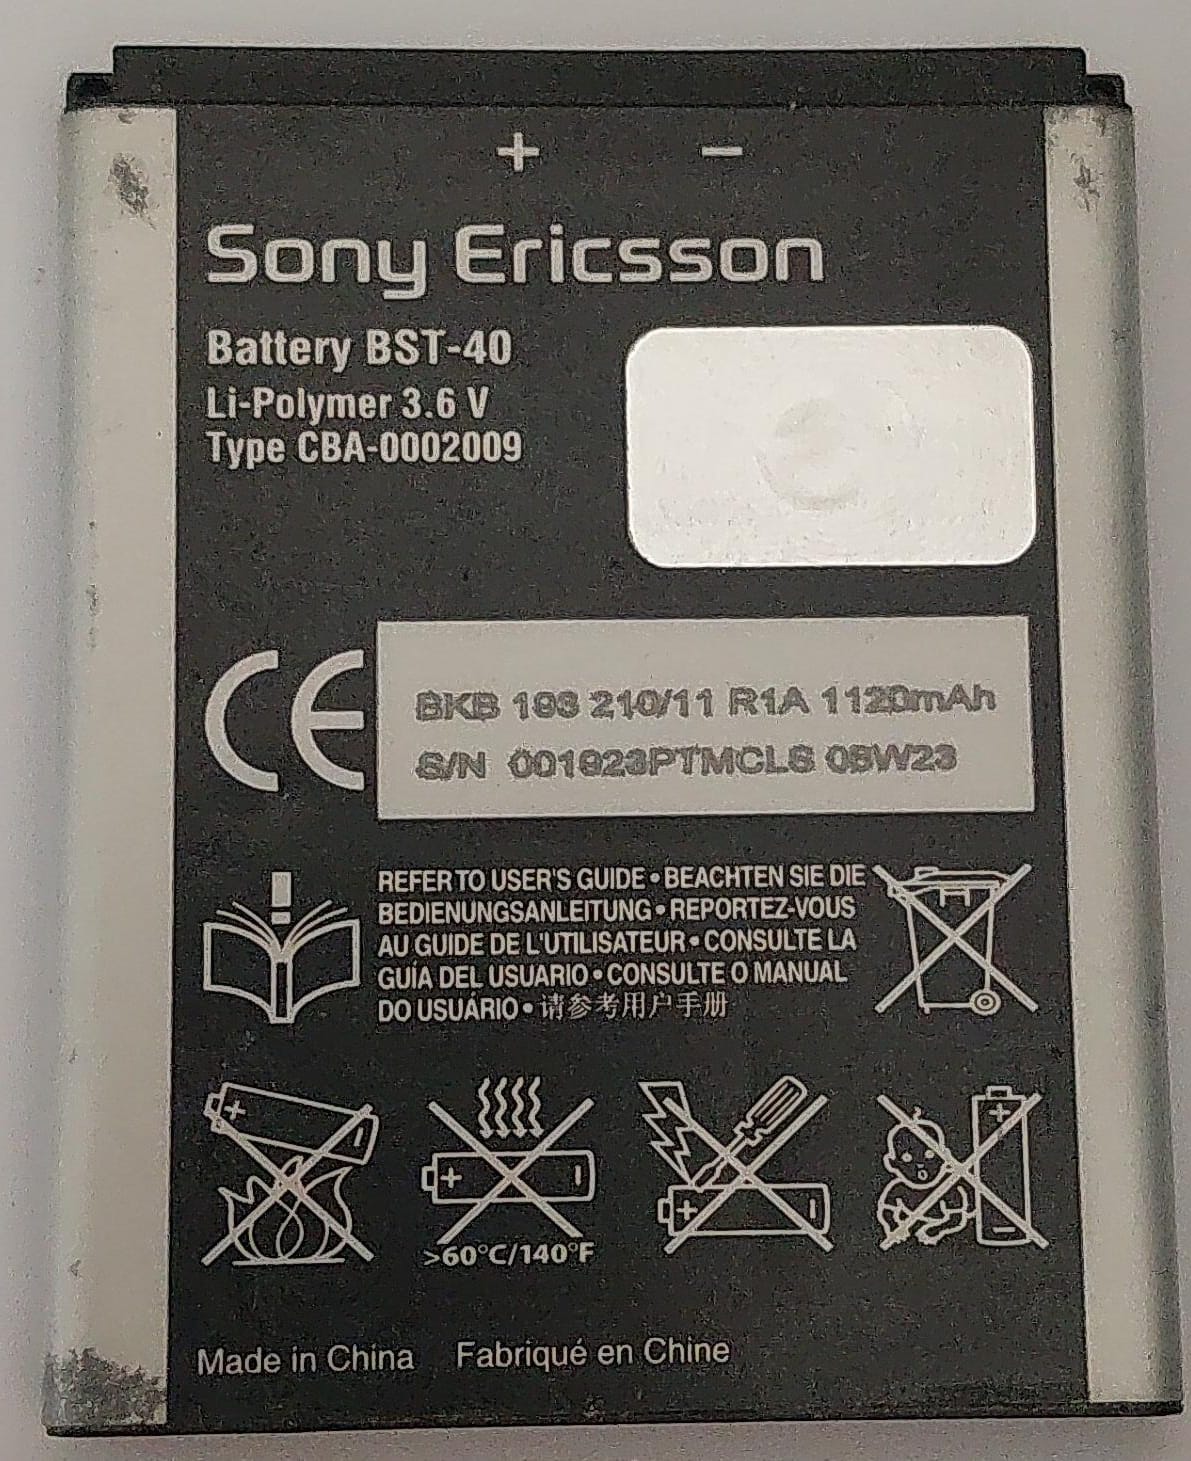 + −
Sony Ericsson
Battery BST-40
Li-Polymer 3.6 V
Type CBA-0002009
CE
BKB 193 210/11 R1A 1120mAh
S/N
REFER TO USER'S GUIDE • BEACHTEN SIE DIE
BEDIENUNGSANLEITUNG • REPORTEZ-VOUS
AU GUIDE DE L'UTILISATEUR • CONSULTE LA
GUÍA DEL USUARIO • CONSULTE O MANUAL
DO USUÁRIO • 请参考用户手册
+ −
+ −
+ −
+ −
>60°C/140°F
Made in China Fabriqué en Chine